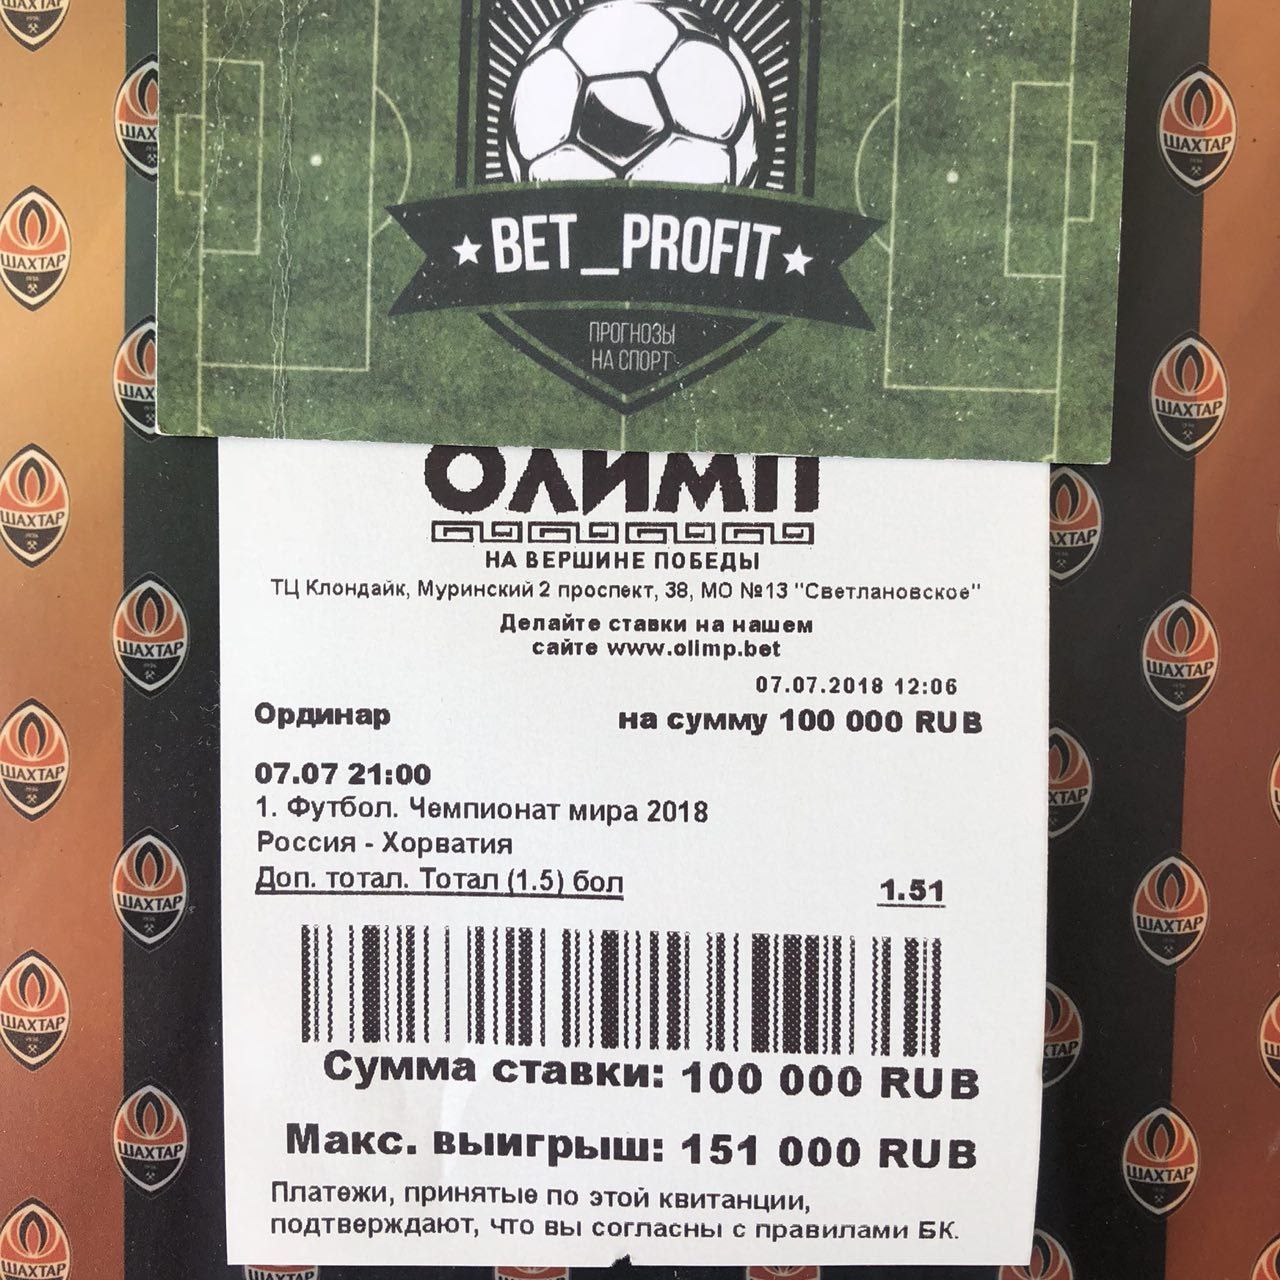 BET_PROFIT
ПРОГНОЗЫ
НА СПОРТ
ОЛИМП
НА ВЕРШИНЕ ПОБЕДЫ
ТЦ Клондайк, Муринский 2 проспект, 38, МО №13 "Светлановское"
Делайте ставки на нашем
сайте www.olimp.bet
07.07.2018 12:06
Ординар на сумму 100 000 RUB
07.07 21:00
1. Футбол. Чемпионат мира 2018
Россия - Хорватия
Доп. тотал. Тотал (1.5) бол 1.51
Сумма ставки: 100 000 RUB
Макс. выигрыш: 151 000 RUB
Платежи, принятые по этой квитанции,
подтверждают, что вы согласны с правилами БК.
ШАХТАР
1936